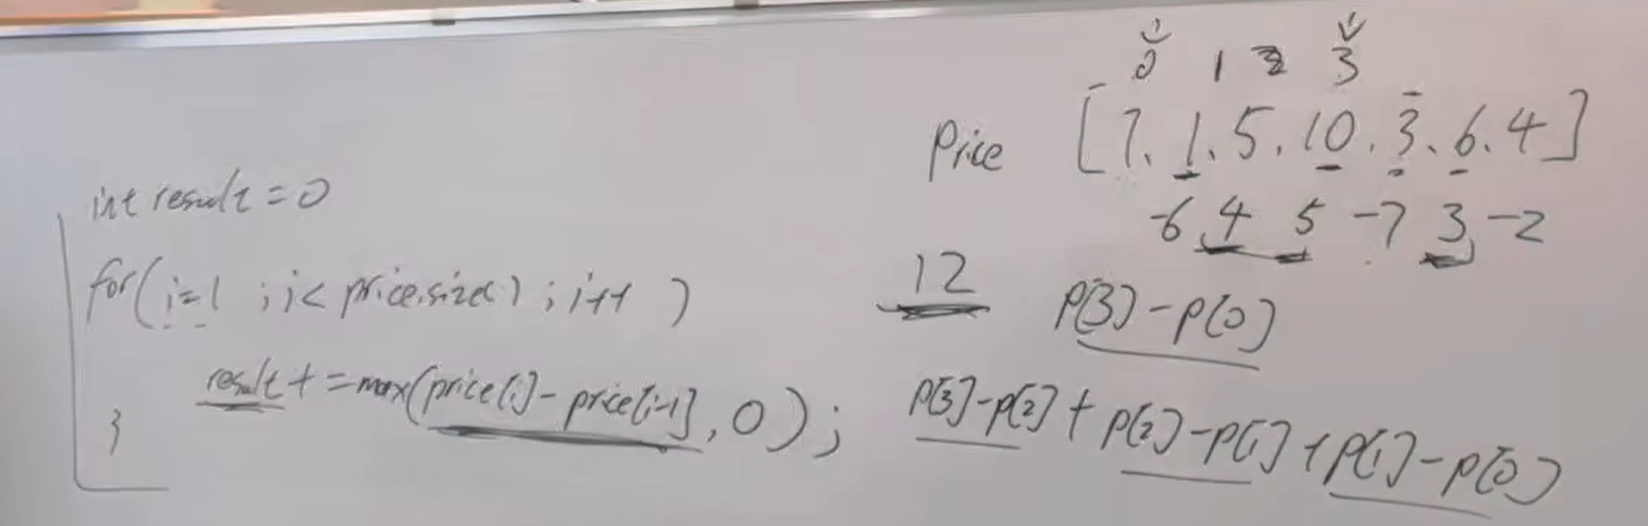 0 1 2 3
Price [7, 1, 5, 10, 3, 6, 4]
-6 4 5 -7 3 -2
12
p[3]-p[0]
p[3]-p[2]+p[2]-p[1]+p[1]-p[0]
int result=0
for(i=1 ; i< price.size() ; i++ )
result += max(price[i]-price[i-1], 0);
}